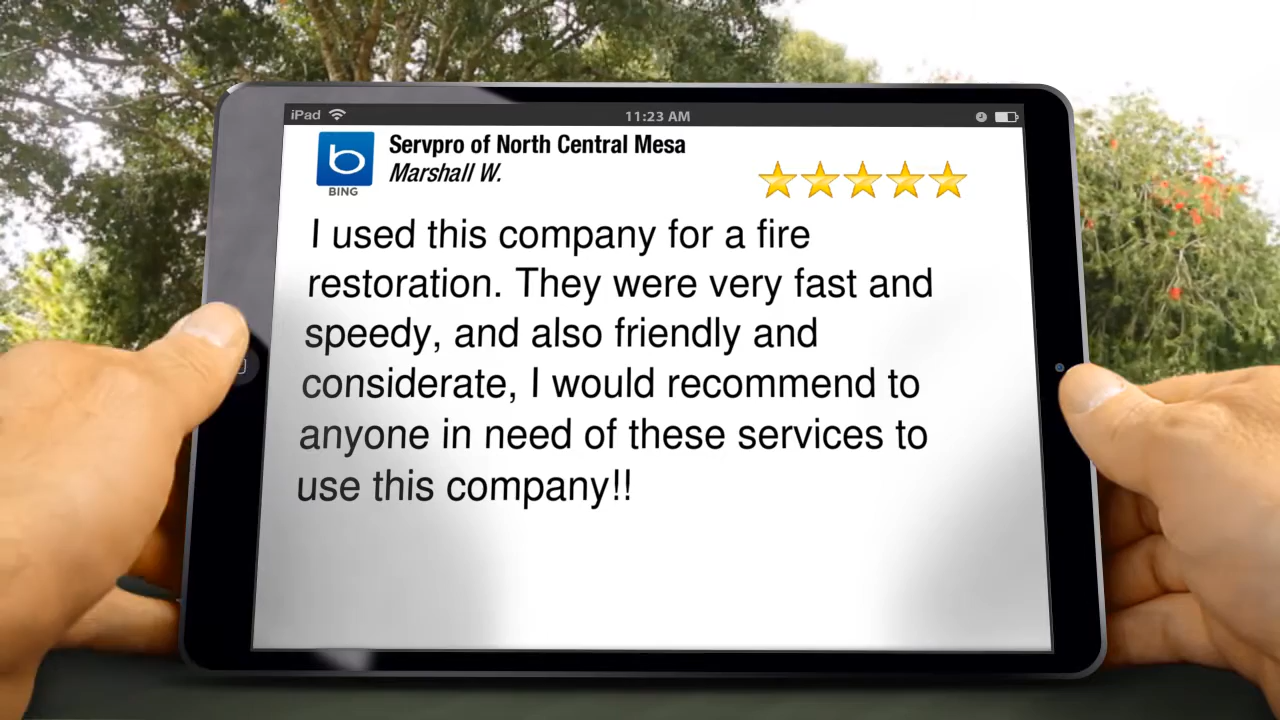 iPad 11:23 AM
Servpro of North Central Mesa
Marshall W.
BING
I used this company for a fire
restoration. They were very fast and
speedy, and also friendly and
considerate, I would recommend to
anyone in need of these services to
use this company!!